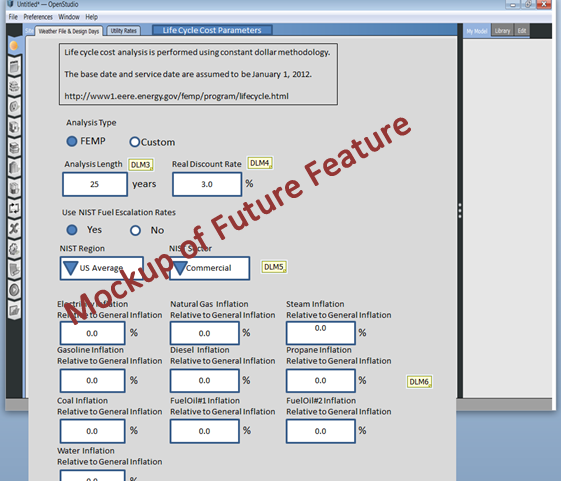 Untitled* — OpenStudio
File Preferences Window Help
Site Weather File & Design Days Utility Rates Life Cycle Cost Parameters My Model Library Edit
Life cycle cost analysis is performed using constant dollar methodology.
The base date and service date are assumed to be January 1, 2012.
http://www1.eere.energy.gov/femp/program/lifecycle.html
Analysis Type
FEMP Custom
Analysis Length DLM3 Real Discount Rate DLM4
25 years 3.0 %
Use NIST Fuel Escalation Rates
Yes No
NIST Region NIST Sector
US Average Commercial DLM5
Mockup of Future Feature
Electricity Inflation Natural Gas Inflation Steam Inflation
Relative to General Inflation Relative to General Inflation Relative to General Inflation
0.0 % 0.0 % 0.0 %
Gasoline Inflation Diesel Inflation Propane Inflation
Relative to General Inflation Relative to General Inflation Relative to General Inflation
0.0 % 0.0 % 0.0 % DLM6
Coal Inflation FuelOil#1 Inflation FuelOil#2 Inflation
Relative to General Inflation Relative to General Inflation Relative to General Inflation
0.0 % 0.0 % 0.0 %
Water Inflation
Relative to General Inflation
0.0 %